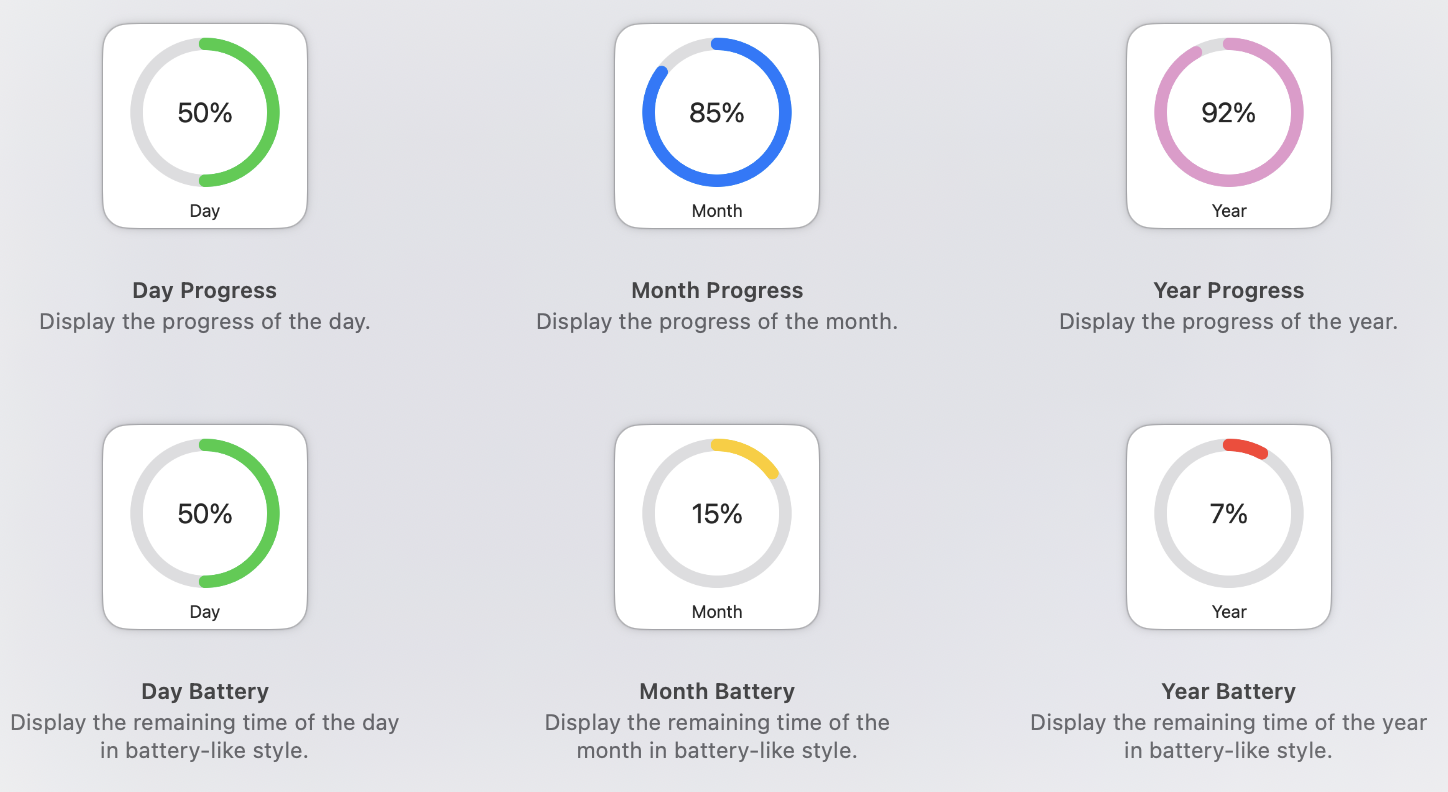 50%
Day
Day Progress
Display the progress of the day.
85%
Month
Month Progress
Display the progress of the month.
92%
Year
Year Progress
Display the progress of the year.
50%
Day
Day Battery
Display the remaining time of the day
in battery-like style.
15%
Month
Month Battery
Display the remaining time of the
month in battery-like style.
7%
Year
Year Battery
Display the remaining time of the year
in battery-like style.